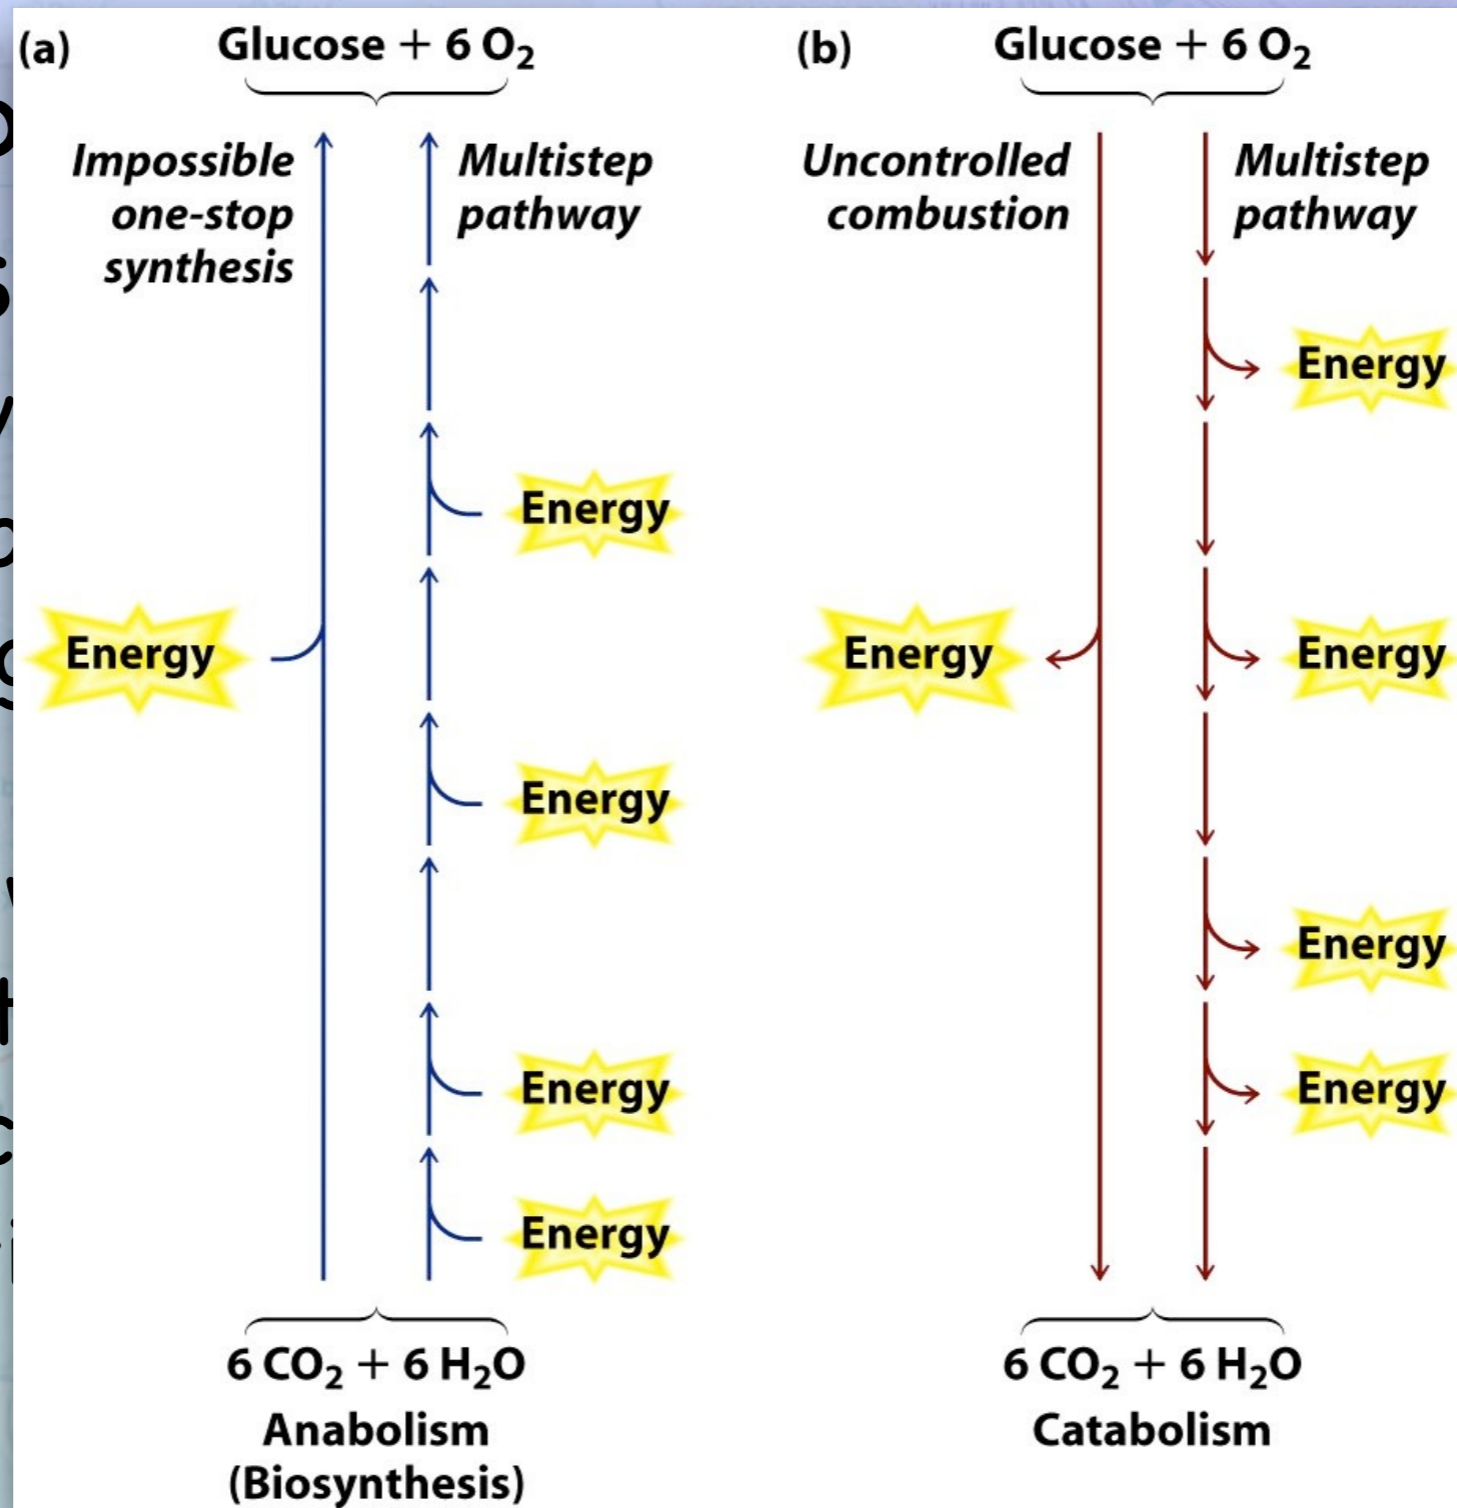 (a)
Glucose + 6 O₂
Impossible
one-stop
synthesis
Multistep
pathway
Energy
Energy
Energy
Energy
Energy
6 CO₂ + 6 H₂O
Anabolism
(Biosynthesis)
(b)
Glucose + 6 O₂
Uncontrolled
combustion
Multistep
pathway
Energy
Energy
Energy
Energy
Energy
6 CO₂ + 6 H₂O
Catabolism